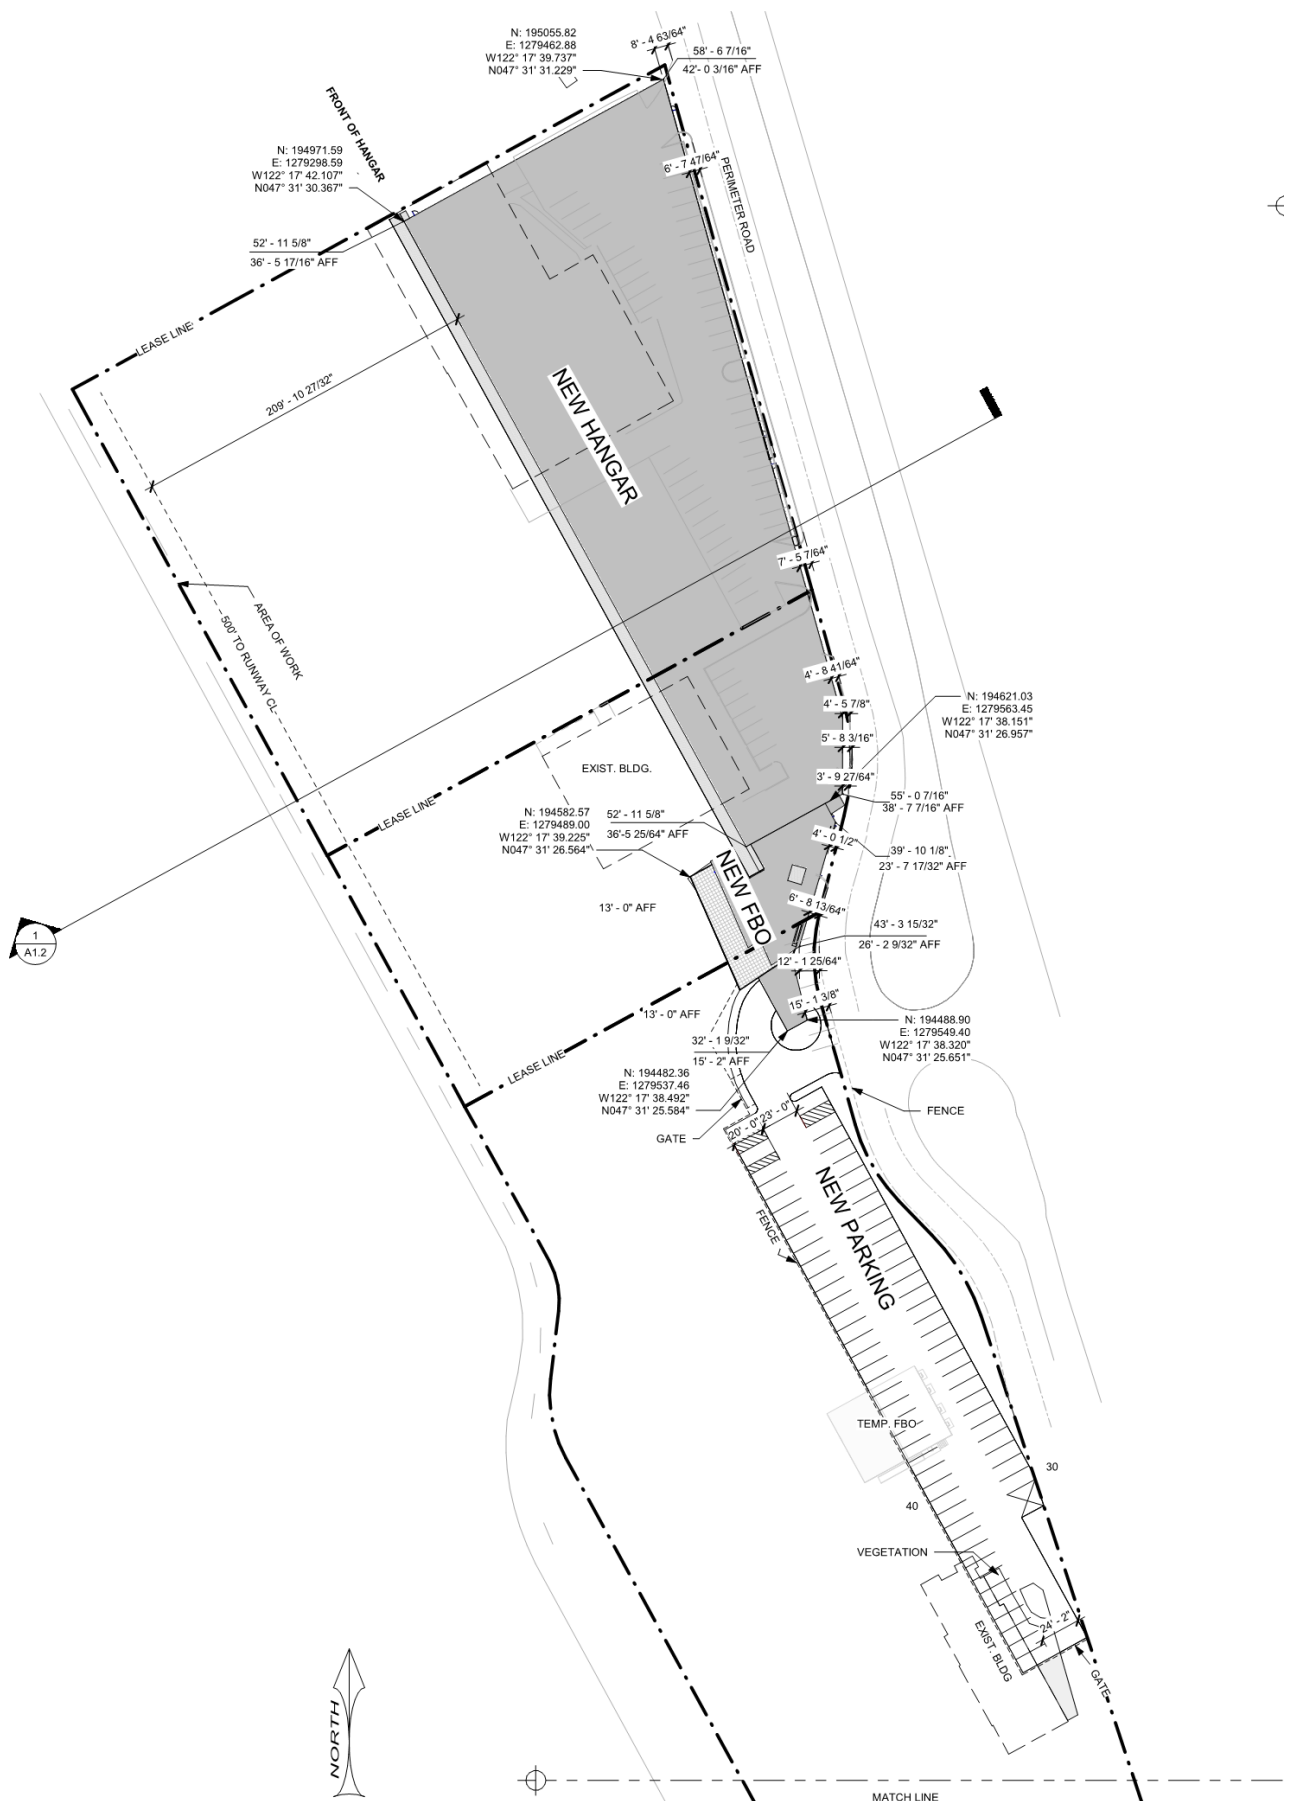 N: 195055.82
E: 1279462.88
W122° 17' 39.737"
N047° 31' 31.229"
8' - 4 63/64"
58' - 6 7/16"
42'- 0 3/16" AFF
FRONT OF HANGAR
N: 194971.59
E: 1279298.59
W122° 17' 42.107"
N047° 31' 30.367"
6' - 7 47/64"
PERIMETER ROAD
52' - 11 5/8"
36' - 5 17/16" AFF
LEASE LINE
209' - 10 27/32"
NEW HANGAR
7' - 5 7/64"
AREA OF WORK
500' TO RUNWAY CL
4' - 8 41/64"
4' - 5 7/8"
5' - 8 3/16"
3' - 9 27/64"
N: 194621.03
E: 1279563.45
W122° 17' 38.151"
N047° 31' 26.957"
EXIST. BLDG.
55' - 0 7/16"
38' - 7 7/16" AFF
LEASE LINE
N: 194582.57
E: 1279489.00
W122° 17' 39.225"
N047° 31' 26.564"
52' - 11 5/8"
36'-5 25/64" AFF
4' - 0 1/2"
39' - 10 1/8"
23' - 7 17/32" AFF
NEW FBO
13' - 0" AFF
6' - 8 13/64"
43' - 3 15/32"
26' - 2 9/32" AFF
1
A1.2
12' - 1 25/64"
15' - 1 3/8"
13' - 0" AFF
N: 194488.90
E: 1279549.40
W122° 17' 38.320"
N047° 31' 25.651"
32' - 1 9/32"
15' - 2" AFF
LEASE LINE
N: 194482.36
E: 1279537.46
W122° 17' 38.492"
N047° 31' 25.584"
FENCE
GATE
20' - 0"
23' - 0"
NEW PARKING
FENCE
TEMP. FBO
30
40
VEGETATION
24' - 2"
EXIST. BLDG
GATE
NORTH
MATCH LINE